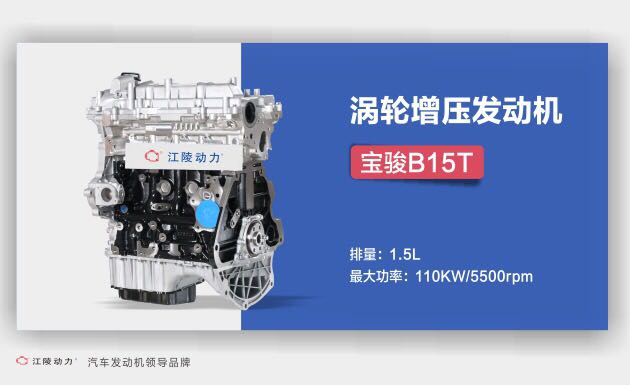 江陵动力
涡轮增压发动机
宝骏B15T
排量：1.5L
最大功率：110KW/5500rpm
江陵动力 汽车发动机领导品牌